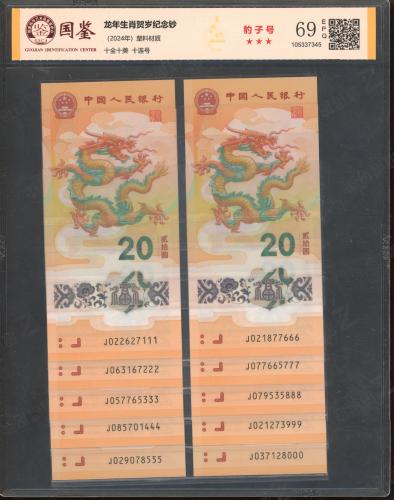 国鉴
GUOJIAN IDENTIFICATION CENTER
龙年生肖贺岁纪念钞
(2024年) 塑料材质
十全十美 十连号
豹子号
★★★
69 EPQ
105337345
中国人民银行
20
贰拾圆
J022627111
J063167222
J057765333
J085701444
J029078555
中国人民银行
20
贰拾圆
J021877666
J077665777
J079535888
J021273999
J037128000